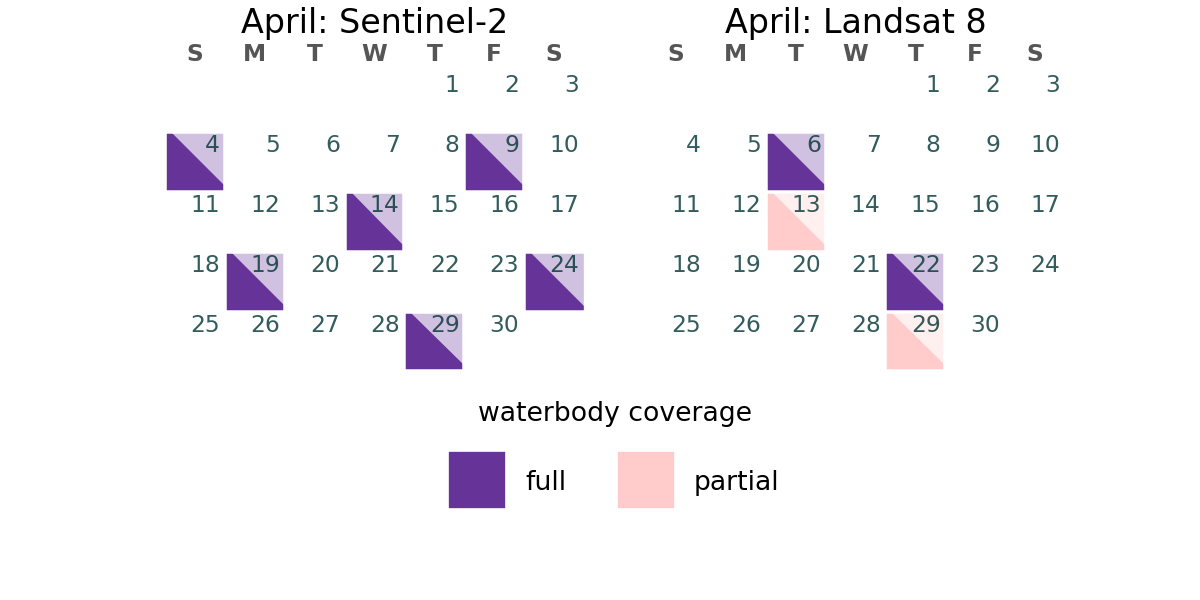 April: Sentinel-2
S M T W T F S
1 2 3
4 5 6 7 8 9 10
11 12 13 14 15 16 17
18 19 20 21 22 23 24
25 26 27 28 29 30
April: Landsat 8
S M T W T F S
1 2 3
4 5 6 7 8 9 10
11 12 13 14 15 16 17
18 19 20 21 22 23 24
25 26 27 28 29 30
waterbody coverage
full partial